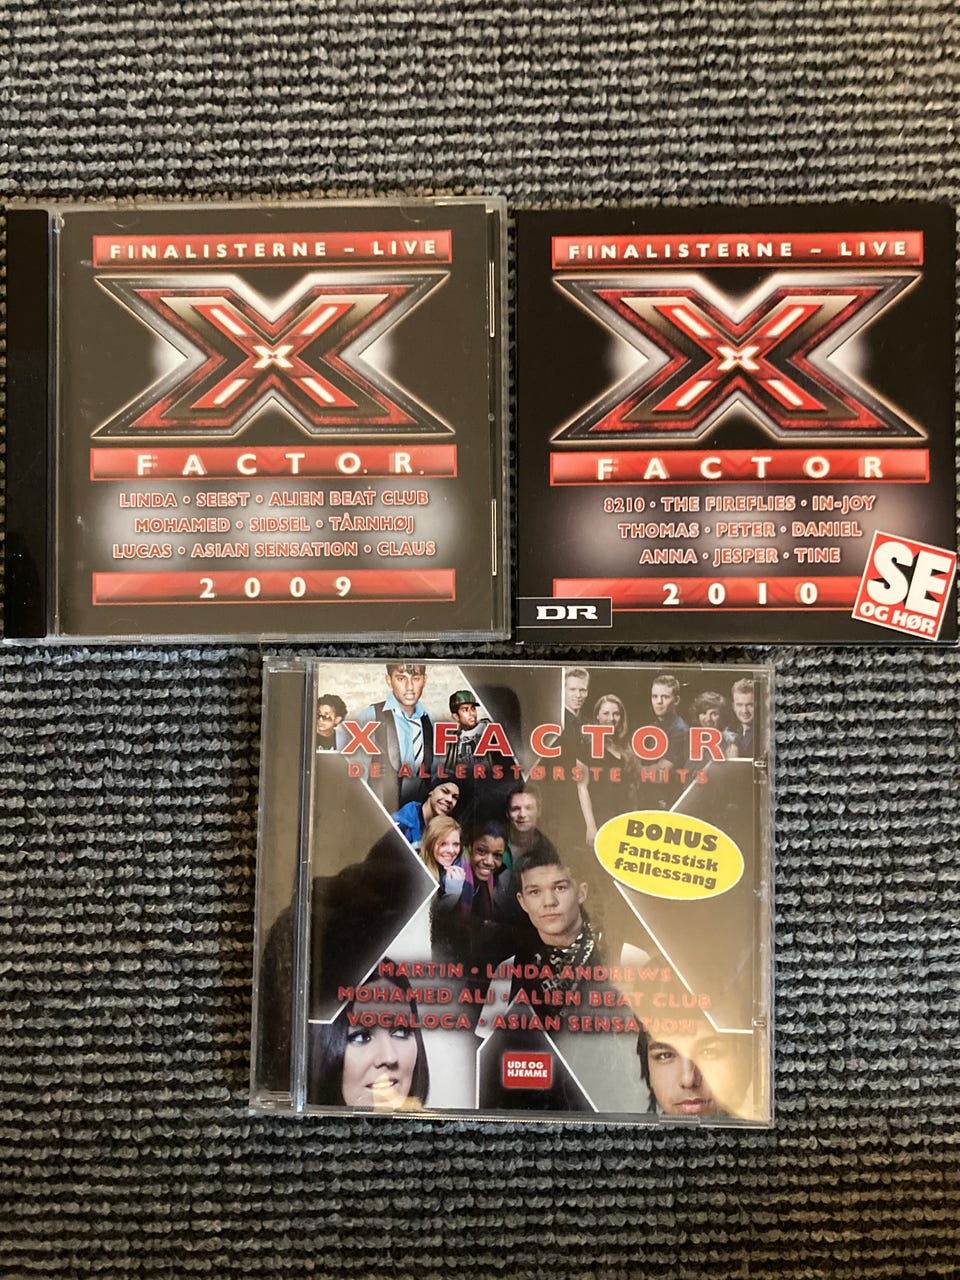 FINALISTERNE – LIVE
X
FACTOR
LINDA • SEEST • ALIEN BEAT CLUB
MOHAMED • SIDSEL • TÅRNHØJ
LUCAS • ASIAN SENSATION • CLAUS
2009
FINALISTERNE – LIVE
X
FACTOR
8210 • THE FIREFLIES • IN-JOY
THOMAS • PETER • DANIEL
ANNA • JESPER • TINE
2010
DR
SE
OG HØR
X FACTOR
DE ALLERSTØRSTE HITS
BONUS
Fantastisk
fællessang
MARTIN • LINDA ANDREWS
MOHAMED ALI • ALIEN BEAT CLUB
VOCALOCA • ASIAN SENSATION
UDE OG
HJEMME